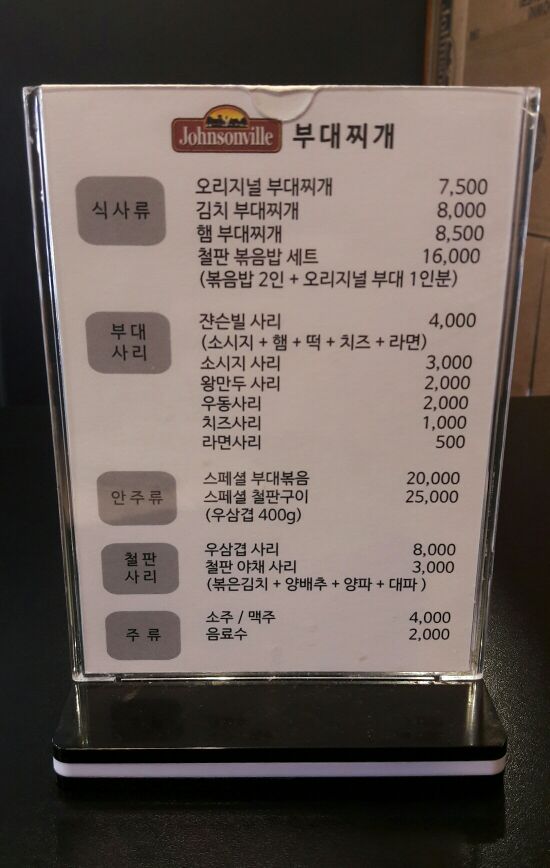 Johnsonville 부대찌개
식사류
오리지널 부대찌개 7,500
김치 부대찌개 8,000
햄 부대찌개 8,500
철판 볶음밥 세트 16,000
(볶음밥 2인 + 오리지널 부대 1인분)
부대
사리
쟌슨빌 사리 4,000
(소시지 + 햄 + 떡 + 치즈 + 라면)
소시지 사리 3,000
왕만두 사리 2,000
우동사리 2,000
치즈사리 1,000
라면사리 500
안주류
스페셜 부대볶음 20,000
스페셜 철판구이 25,000
(우삼겹 400g)
철판
사리
우삼겹 사리 8,000
철판 야채 사리 3,000
(볶은김치 + 양배추 + 양파 + 대파 )
주 류
소주 / 맥주 4,000
음료수 2,000